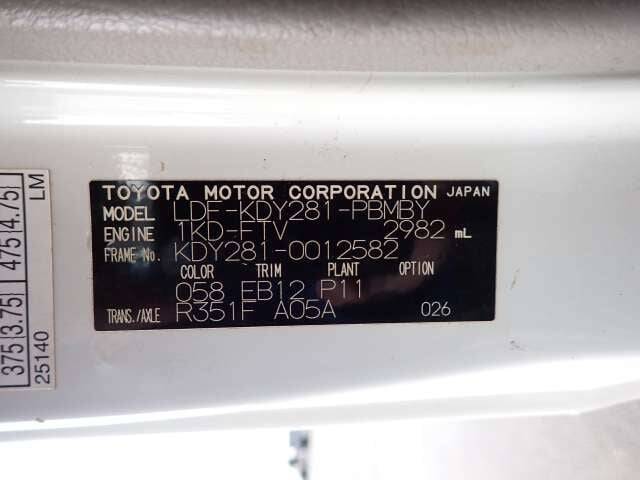 TOYOTA MOTOR CORPORATION JAPAN
MODEL LDF-KDY281-PBMBY
ENGINE 1KD-FTV 2982 mL
FRAME No. KDY281-0012582
COLOR TRIM PLANT OPTION
058 EB12 P11
TRANS./AXLE R351F A05A 026
375 3.75 475 4.75 LM
25140